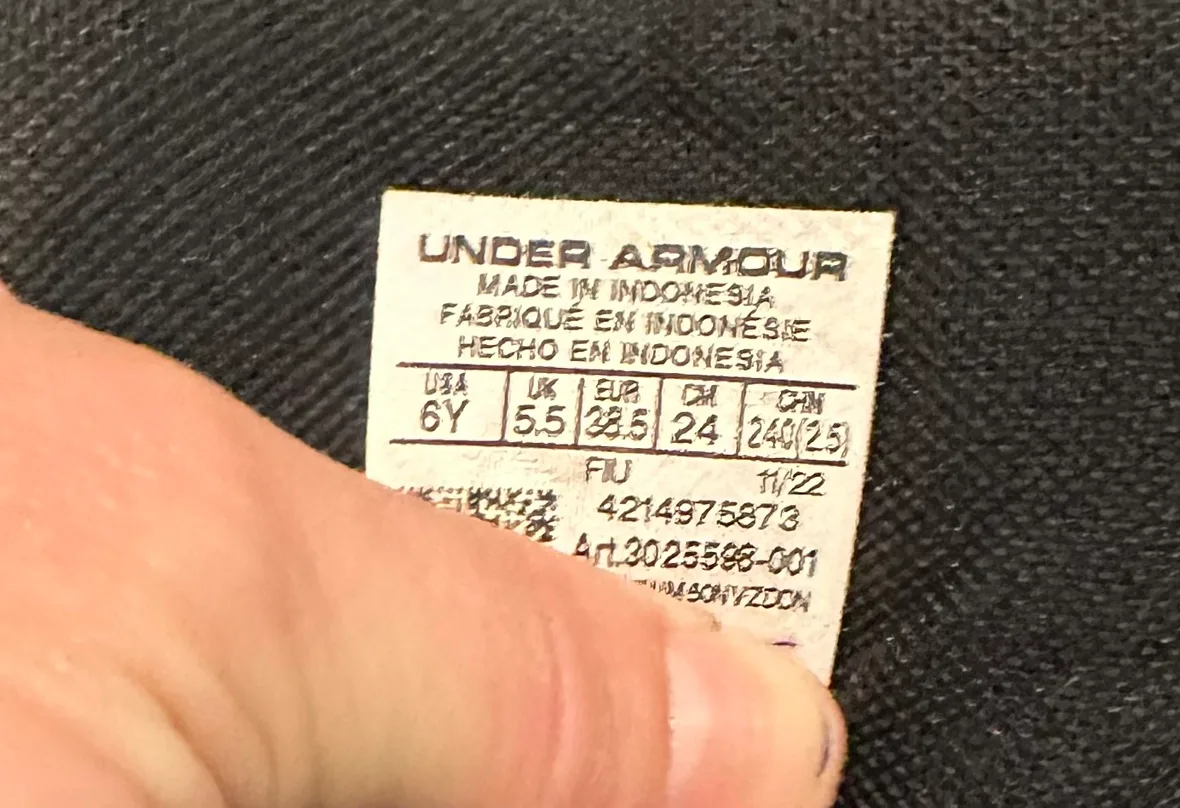 UNDER ARMOUR
MADE IN INDONESIA
FABRIQUÉ EN INDONÉSIE
HECHO EN INDONESIA
USA UK EUR CM CHN
6Y 5.5 38.5 24 240(2.5)
FIU 11/22
4214975873
Art.3025598-001